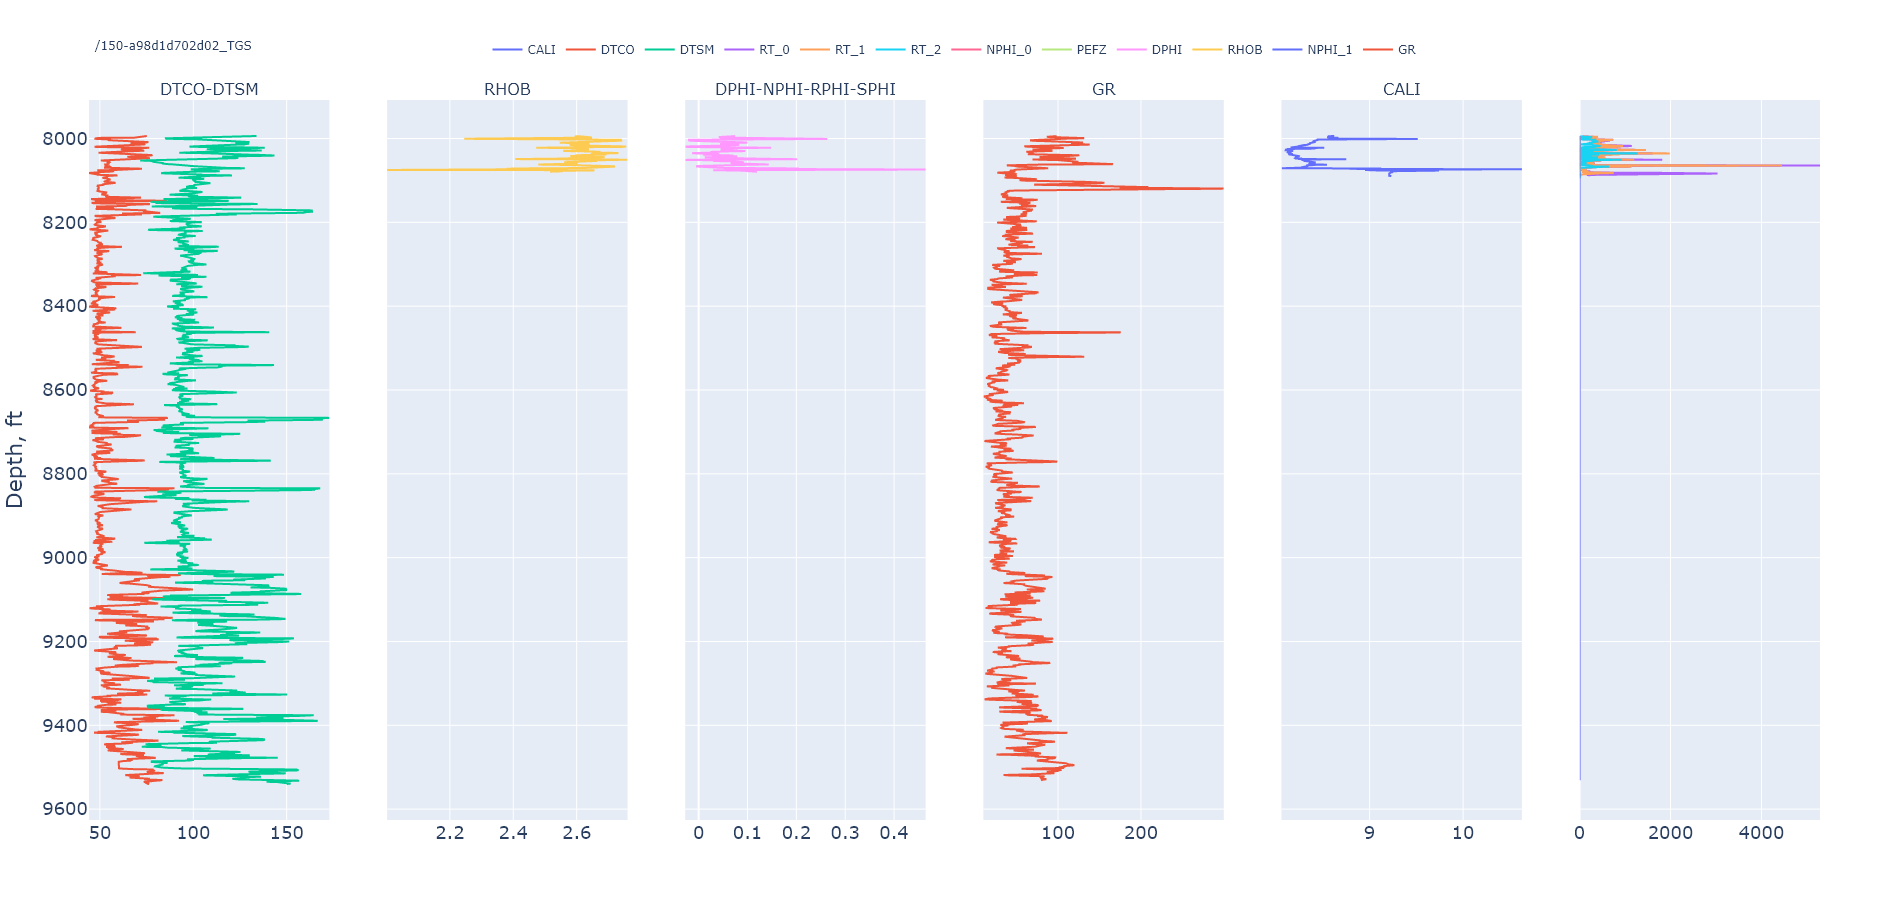 /150-a98d1d702d02_TGS
CALI DTCO DTSM RT_0 RT_1 RT_2 NPHI_0 PEFZ DPHI RHOB NPHI_1 GR
DTCO-DTSM RHOB DPHI-NPHI-RPHI-SPHI GR CALI
Depth, ft
8000
8200
8400
8600
8800
9000
9200
9400
9600
50 100 150 2.2 2.4 2.6 0 0.1 0.2 0.3 0.4 100 200 9 10 0 2000 4000